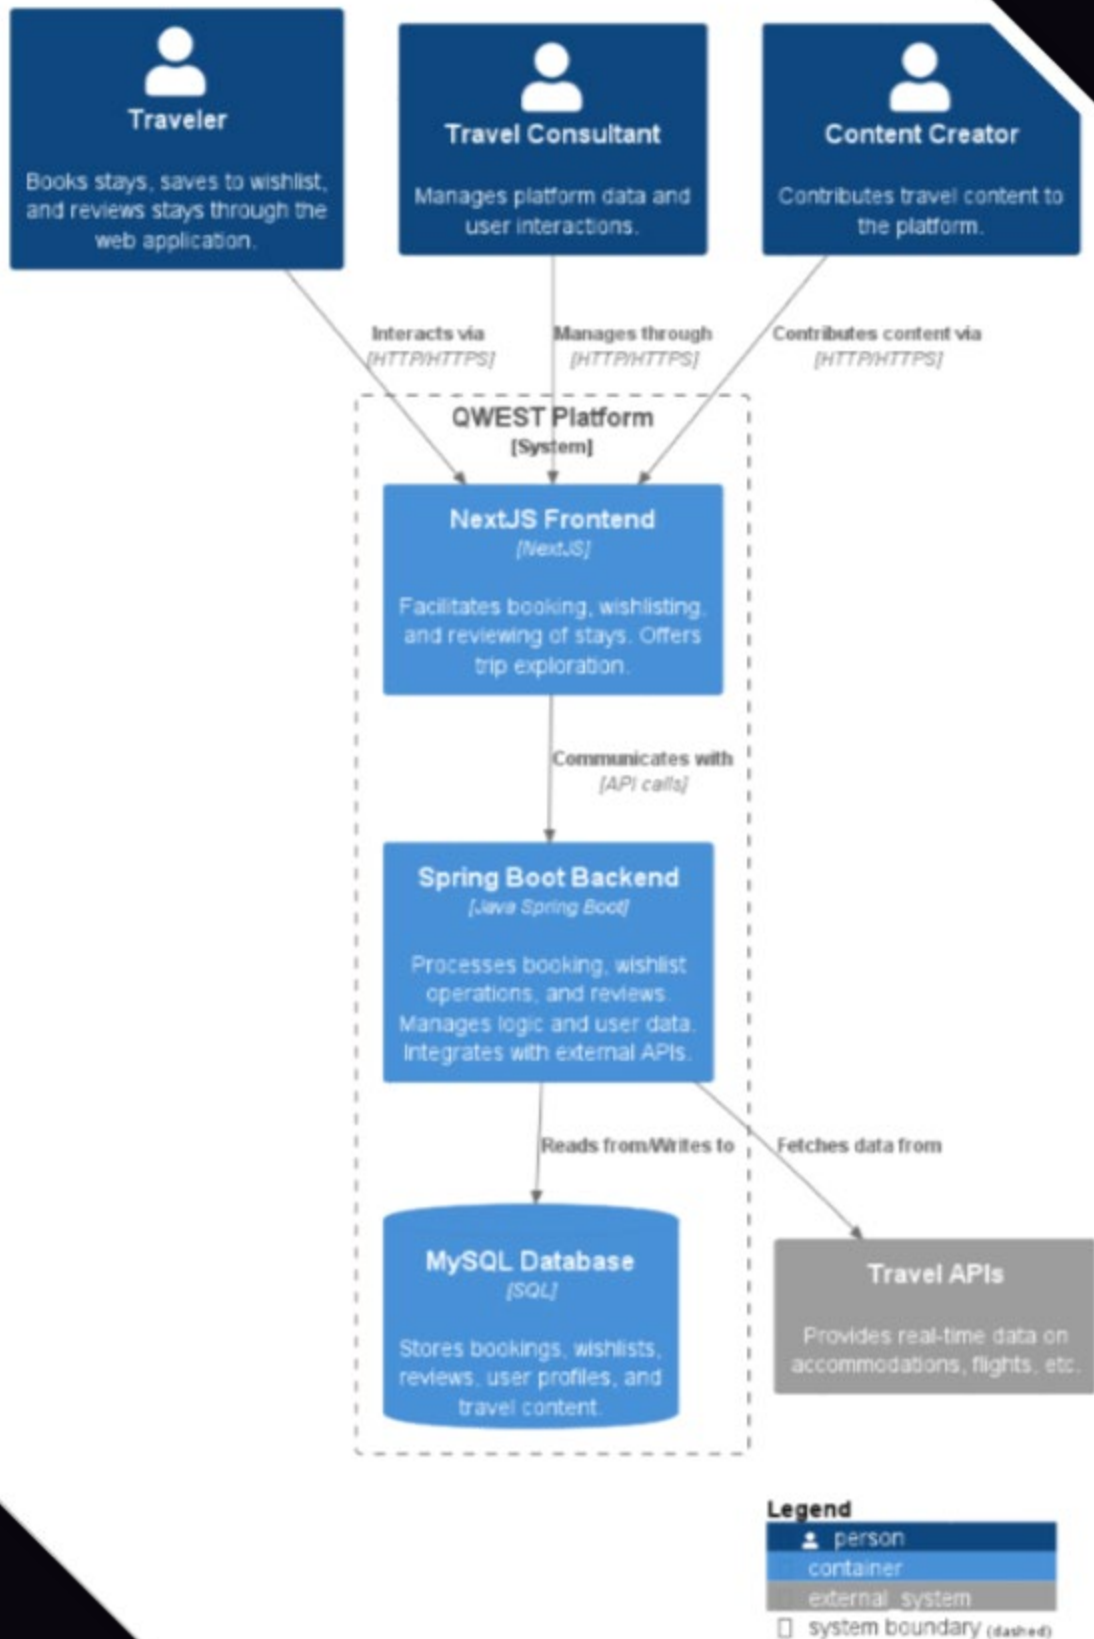 Traveler
Books stays, saves to wishlist,
and reviews stays through the
web application.
Travel Consultant
Manages platform data and
user interactions.
Content Creator
Contributes travel content to
the platform.
Interacts via
[HTTP/HTTPS]
Manages through
[HTTP/HTTPS]
Contributes content via
[HTTP/HTTPS]
QWEST Platform
[System]
NextJS Frontend
[NextJS]
Facilitates booking, wishlisting,
and reviewing of stays. Offers
trip exploration.
Communicates with
[API calls]
Spring Boot Backend
[Java Spring Boot]
Processes booking, wishlist
operations, and reviews.
Manages logic and user data.
Integrates with external APIs.
Reads from/Writes to
Fetches data from
MySQL Database
[SQL]
Stores bookings, wishlists,
reviews, user profiles, and
travel content.
Travel APIs
Provides real-time data on
accommodations, flights, etc.
Legend
person
container
external_system
system boundary (dashed)